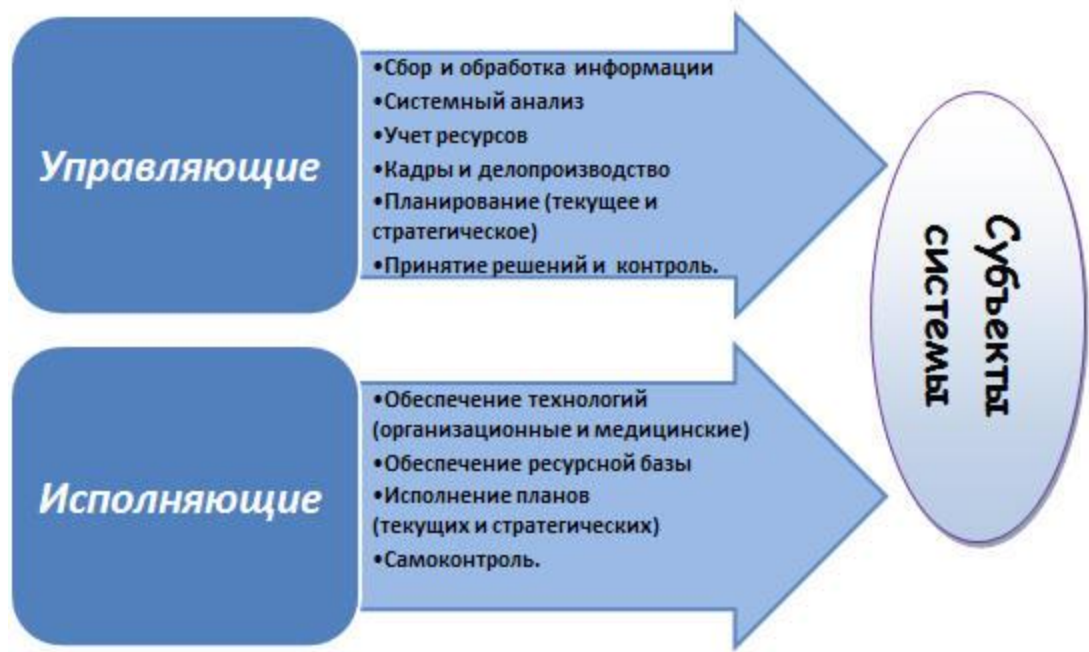 Управляющие
•Сбор и обработка информации
•Системный анализ
•Учет ресурсов
•Кадры и делопроизводство
•Планирование (текущее и
стратегическое)
•Принятие решений и контроль.
Исполняющие
•Обеспечение технологий
(организационные и медицинские)
•Обеспечение ресурсной базы
•Исполнение планов
(текущих и стратегических)
•Самоконтроль.
Субъекты
системы